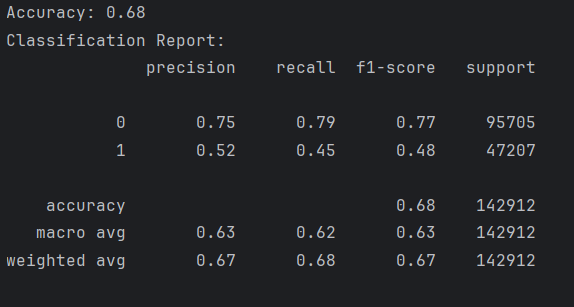 Accuracy: 0.68
Classification Report:
precision recall f1-score support
0 0.75 0.79 0.77 95705
1 0.52 0.45 0.48 47207
accuracy 0.68 142912
macro avg 0.63 0.62 0.63 142912
weighted avg 0.67 0.68 0.67 142912